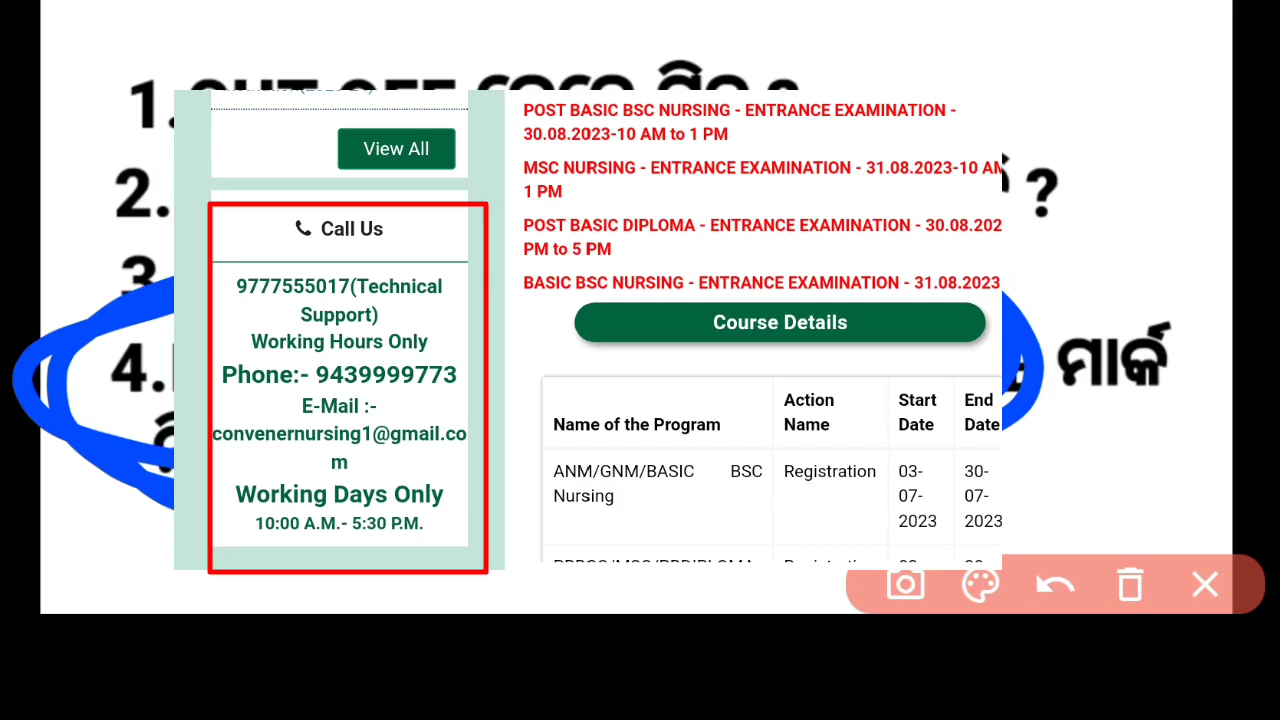 1.
2. ?
3
4. ମାର୍କ
View All
Call Us
9777555017(Technical
Support)
Working Hours Only
Phone:- 9439999773
E-Mail :-
convenernursing1@gmail.co
m
Working Days Only
10:00 A.M.- 5:30 P.M.
POST BASIC BSC NURSING - ENTRANCE EXAMINATION -
30.08.2023-10 AM to 1 PM
MSC NURSING - ENTRANCE EXAMINATION - 31.08.2023-10 AM
1 PM
POST BASIC DIPLOMA - ENTRANCE EXAMINATION - 30.08.202
PM to 5 PM
BASIC BSC NURSING - ENTRANCE EXAMINATION - 31.08.2023
Course Details
Name of the Program Action Name Start Date End Date
ANM/GNM/BASIC BSC Nursing Registration 03-07-2023 30-07-2023